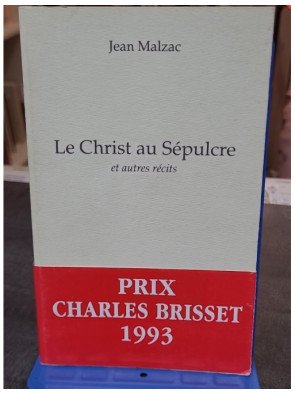 Jean Malzac
Le Christ au Sépulcre
et autres récits
PRIX
CHARLES BRISSET
1993